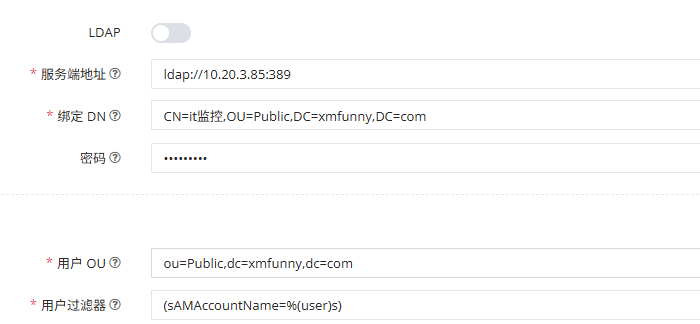 LDAP
* 服务端地址 ldap://10.20.3.85:389
* 绑定 DN CN=it监控,OU=Public,DC=xmfunny,DC=com
密码 •••••••••
* 用户 OU ou=Public,dc=xmfunny,dc=com
* 用户过滤器 (sAMAccountName=%(user)s)